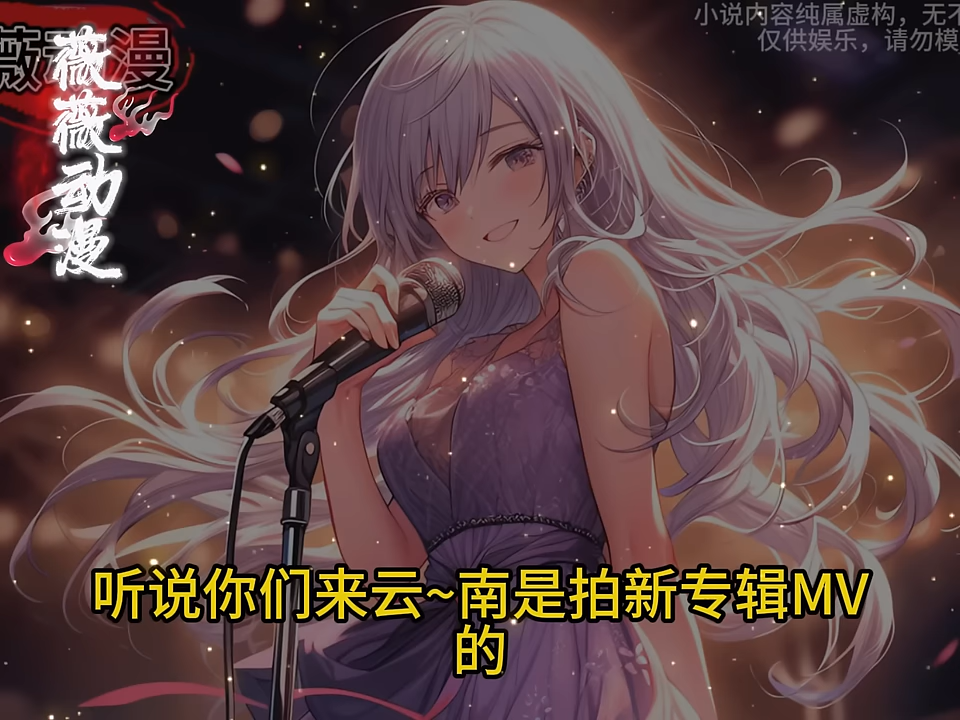 小说内容纯属虚构，无不
仅供娱乐，请勿模
薇动漫
薇薇动漫
听说你们来云~南是拍新专辑MV
的